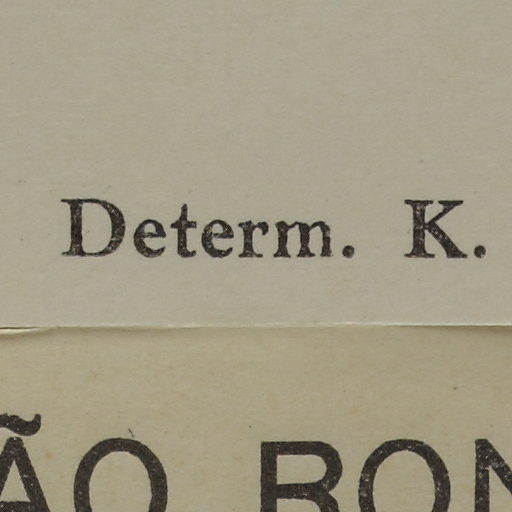 Determ. K.
ÃO BON